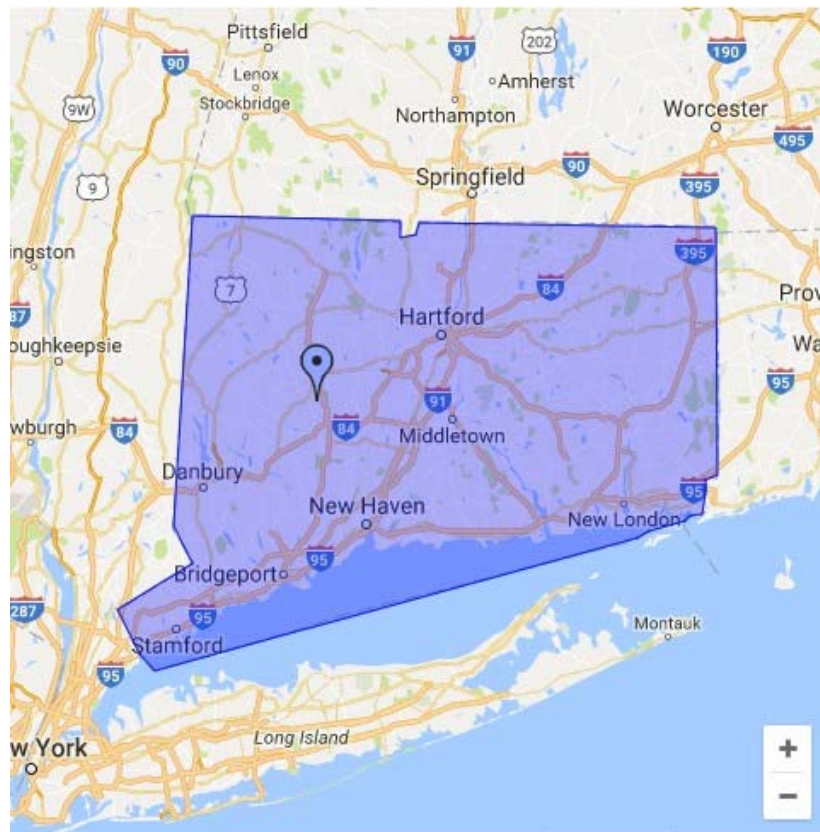 Pittsfield
91
202
190
90
Lenox
Amherst
Stockbridge
9W
Northampton
Worcester
495
90
Springfield
395
9
ingston
395
7
84
Prov
87
Hartford
oughkeepsie
Wa
95
91
wburgh
84
84
Middletown
Danbury
95
New Haven
New London
95
Bridgeport
287
95
Stamford
Montauk
95
Long Island
w York
+
−